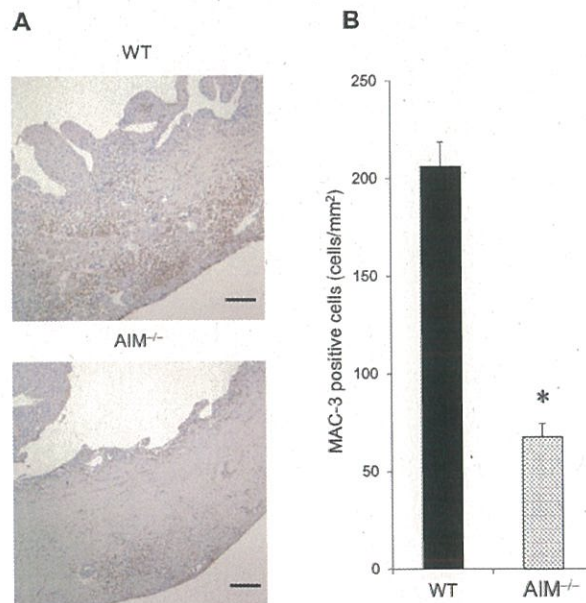 A
WT
AIM⁻/⁻
B
MAC-3 positive cells (cells/mm²)
250
200
150
100
50
0
*
WT
AIM⁻/⁻